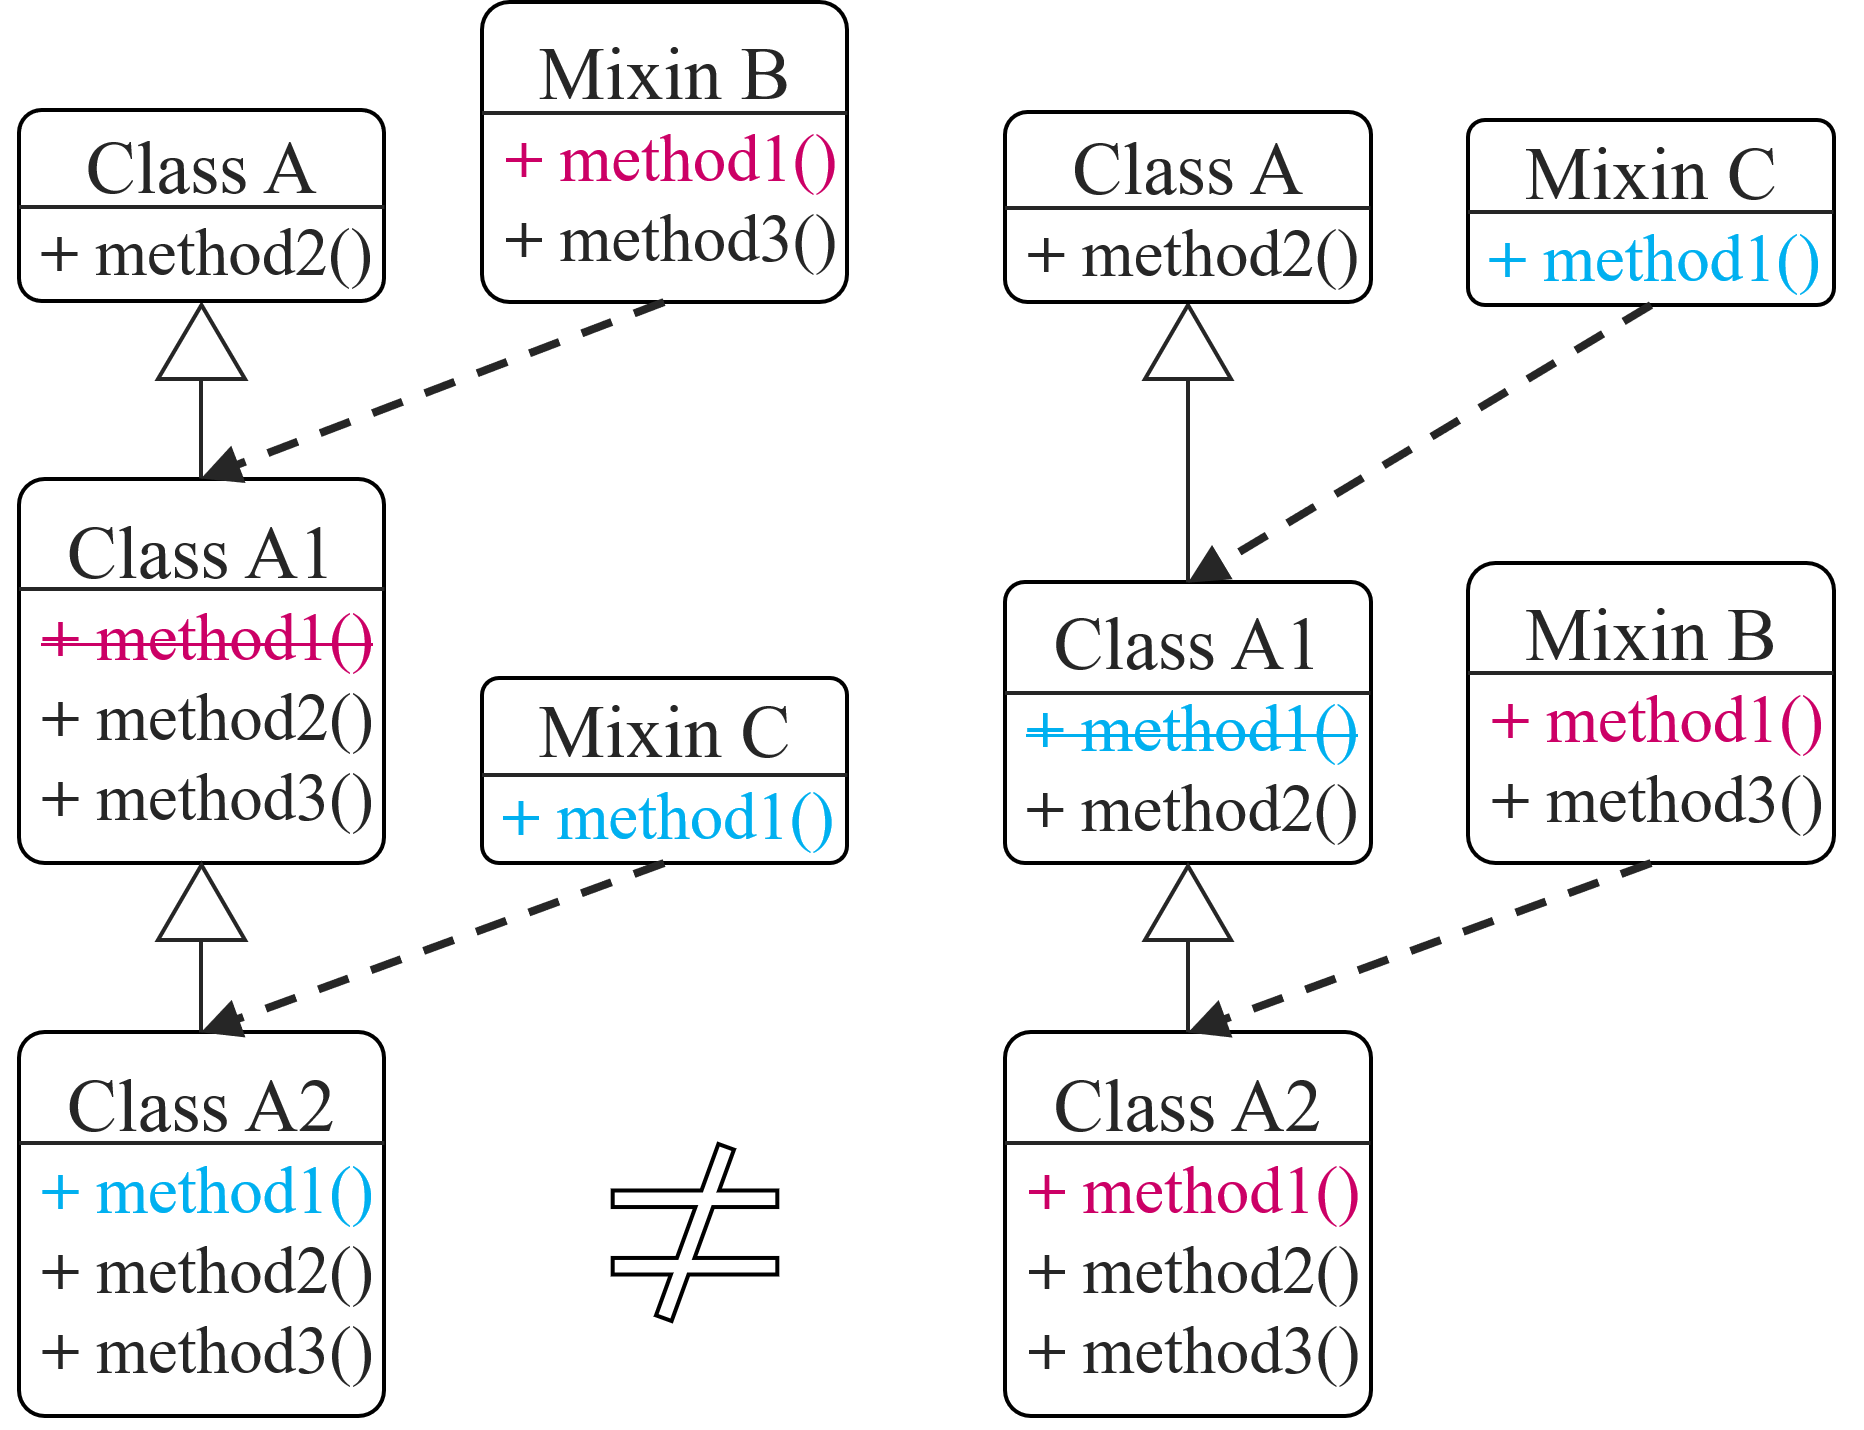 Class A
+ method2()
Mixin B
+ method1()
+ method3()
Class A1
+ method1()
+ method2()
+ method3()
Mixin C
+ method1()
Class A2
+ method1()
+ method2()
+ method3()
≠
Class A
+ method2()
Mixin C
+ method1()
Class A1
+ method1()
+ method2()
Mixin B
+ method1()
+ method3()
Class A2
+ method1()
+ method2()
+ method3()